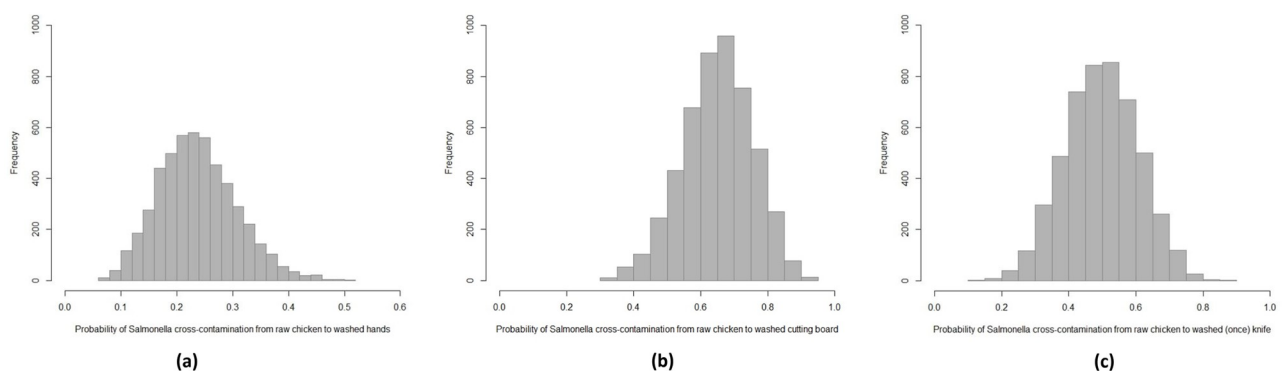 1000
800
600
400
200
0
Frequency
0.0 0.1 0.2 0.3 0.4 0.5 0.6
Probability of Salmonella cross-contamination from raw chicken to washed hands
(a)
1000
800
600
400
200
0
Frequency
0.0 0.2 0.4 0.6 0.8 1.0
Probability of Salmonella cross-contamination from raw chicken to washed cutting board
(b)
1000
800
600
400
200
0
Frequency
0.0 0.2 0.4 0.6 0.8 1.0
Probability of Salmonella cross-contamination from raw chicken to washed (once) knife
(c)